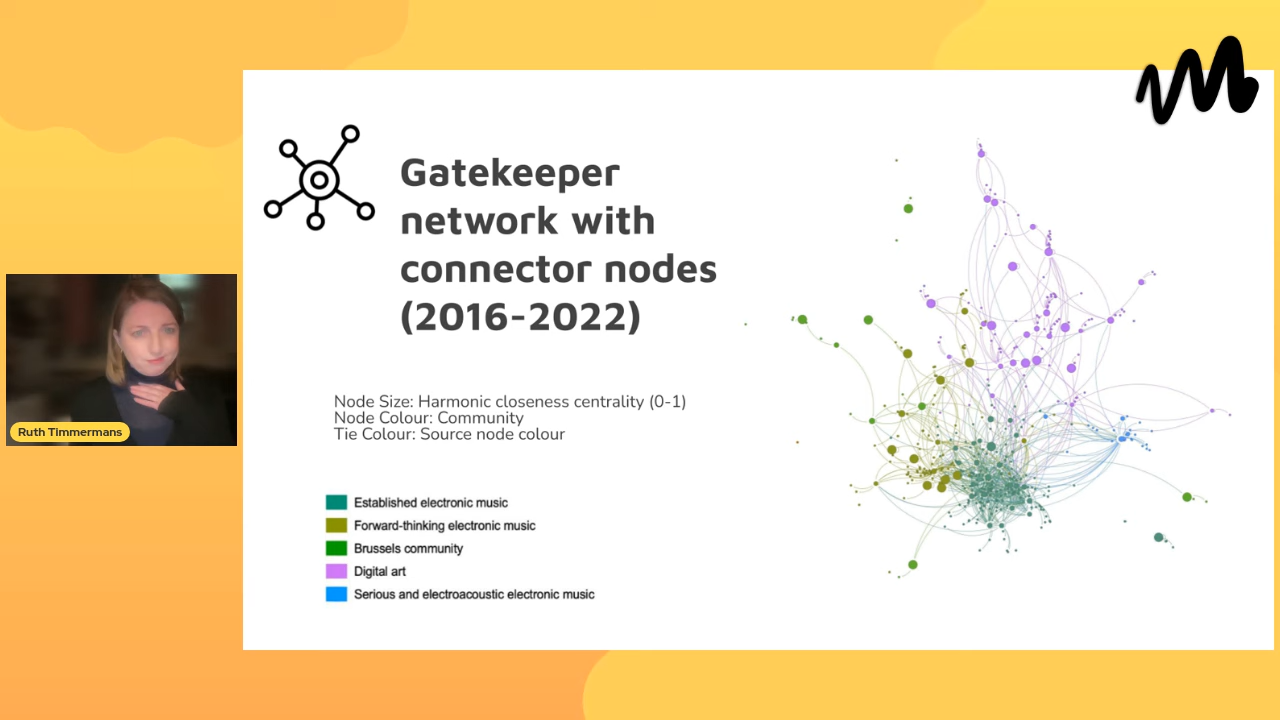 Gatekeeper
network with
connector nodes
(2016-2022)
Node Size: Harmonic closeness centrality (0-1)
Node Colour: Community
Tie Colour: Source node colour
Ruth Timmermans
Established electronic music
Forward-thinking electronic music
Brussels community
Digital art
Serious and electroacoustic electronic music